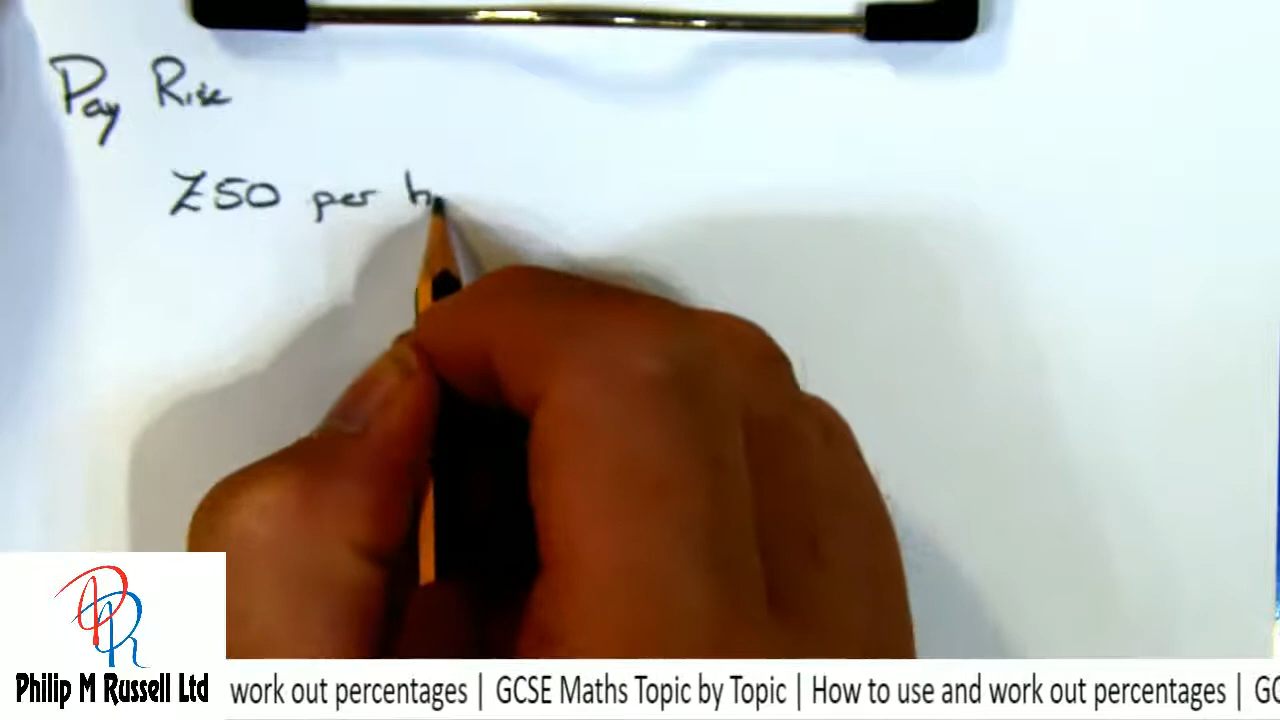 Pay Rise
£50 per h
Philip M Russell Ltd
work out percentages | GCSE Maths Topic by Topic | How to use and work out percentages | GC